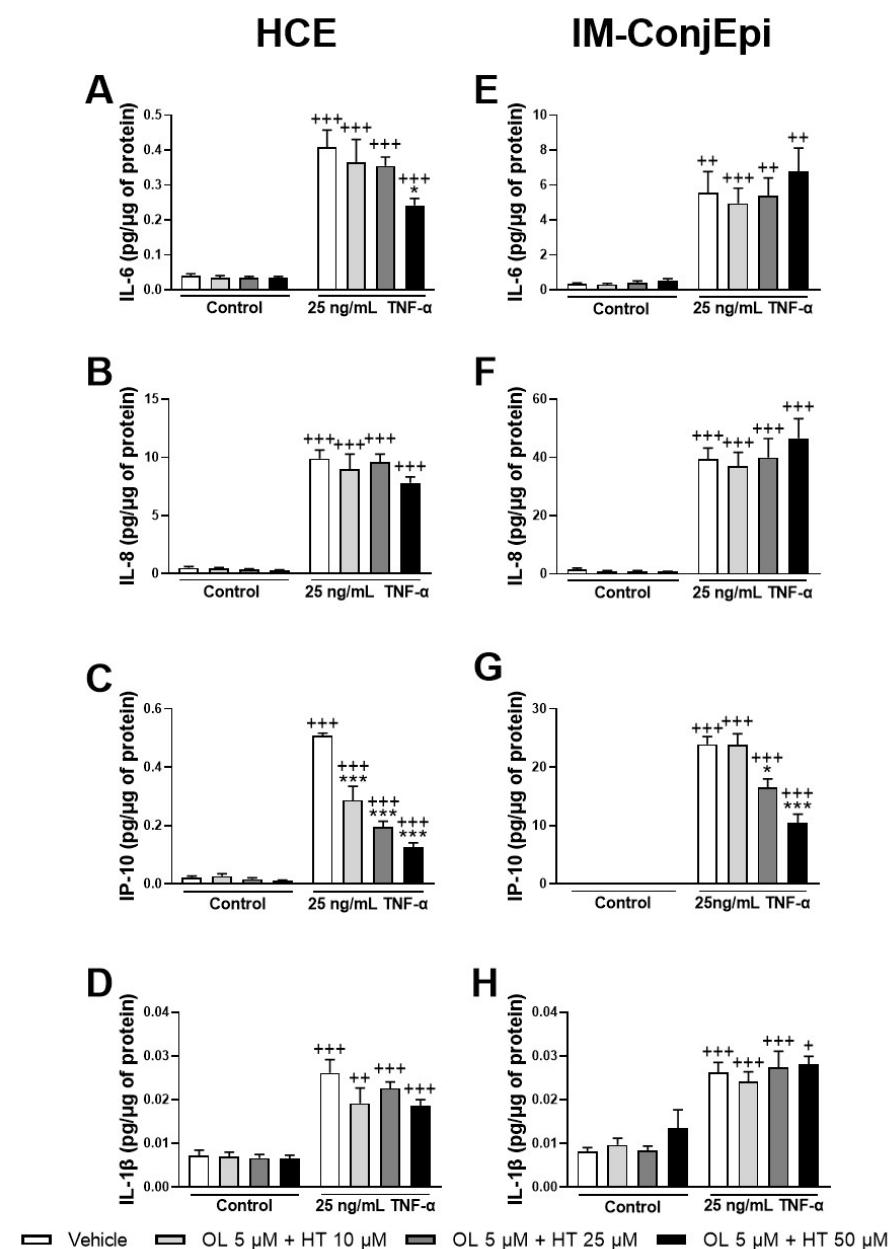 HCE IM-ConjEpi
A
IL-6 (pg/µg of protein)
0.5
0.4
0.3
0.2
0.1
0.0
+++
+++
+++
+++
*
Control 25 ng/mL TNF-α
E
IL-6 (pg/µg of protein)
10
8
6
4
2
0
++
+++
++
++
Control 25 ng/mL TNF-α
B
IL-8 (pg/µg of protein)
15
10
5
0
+++
+++
+++
+++
Control 25 ng/mL TNF-α
F
IL-8 (pg/µg of protein)
60
40
20
0
+++
+++
+++
+++
Control 25 ng/mL TNF-α
C
IP-10 (pg/µg of protein)
0.6
0.4
0.2
0.0
+++
+++
***
+++
***
+++
***
Control 25 ng/mL TNF-α
G
IP-10 (pg/µg of protein)
30
20
10
0
+++
+++
+++
*
+++
***
Control 25ng/mL TNF-α
D
IL-1β (pg/µg of protein)
0.04
0.03
0.02
0.01
0.00
+++
++
+++
+++
Control 25 ng/mL TNF-α
H
IL-1β (pg/µg of protein)
0.04
0.03
0.02
0.01
0.00
+++
+++
+++
+
Control 25 ng/mL TNF-α
Vehicle OL 5 µM + HT 10 µM OL 5 µM + HT 25 µM OL 5 µM + HT 50 µM